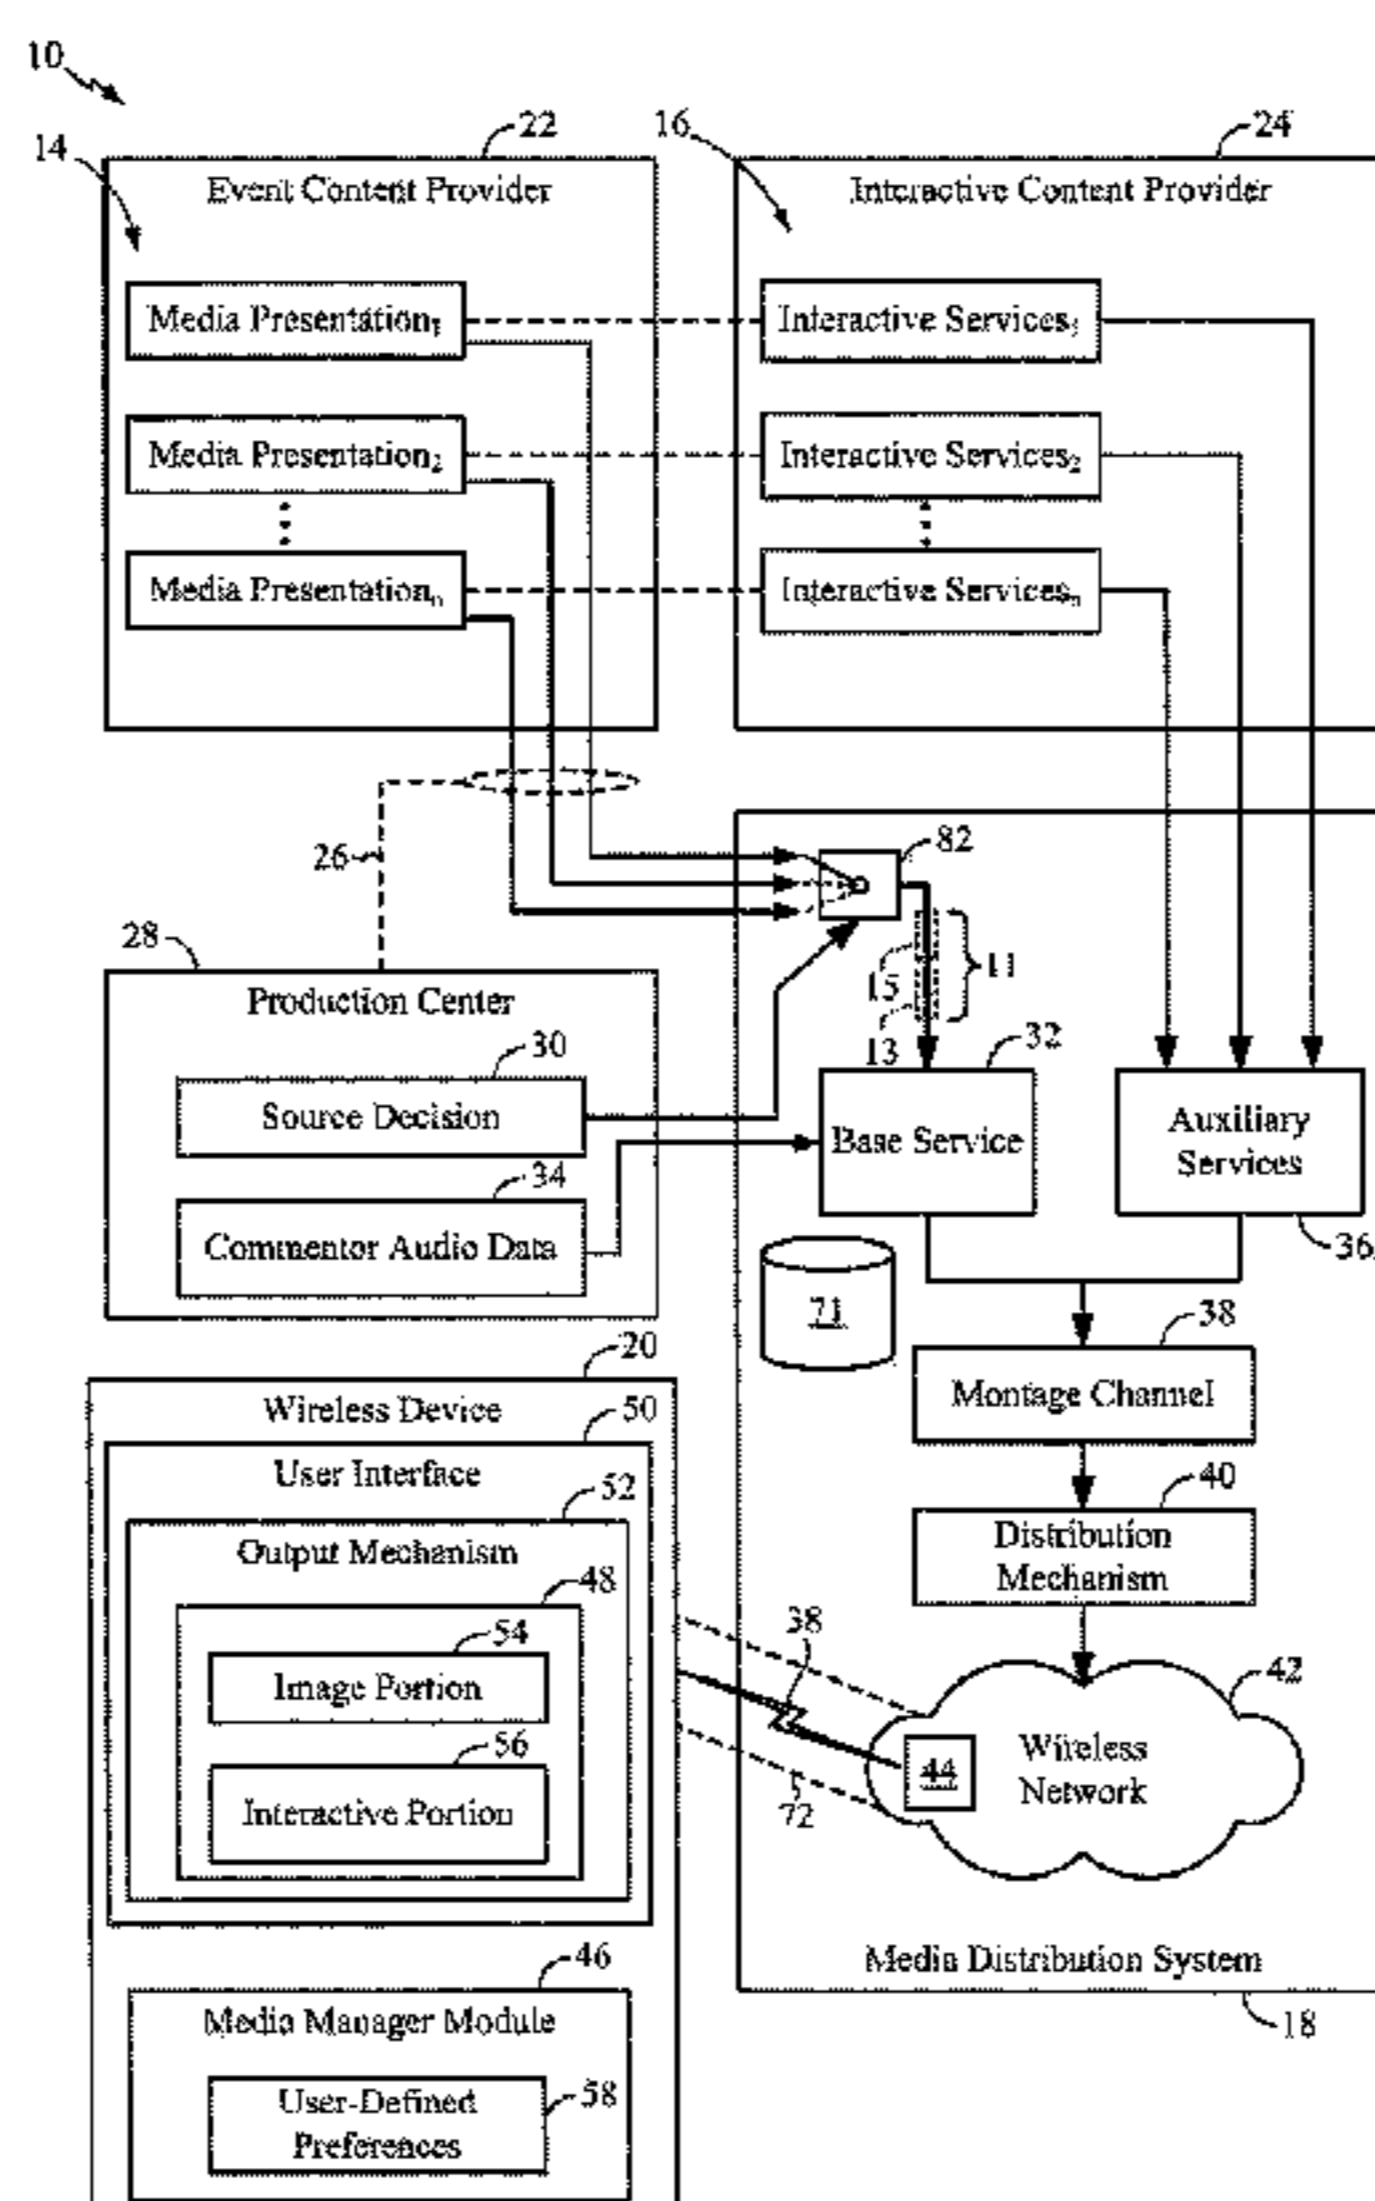 10
14
22
16
24
Event Content Provider
Interactive Content Provider
Media Presentation1
Interactive Services1
Media Presentation2
Interactive Services2
Media Presentationn
Interactive Servicesn
26
82
28
15
11
13
Production Center
30
32
Source Decision
Base Service
Auxiliary
Services
34
Commentor Audio Data
36
71
38
20
Montage Channel
Wireless Device
50
User Interface
40
52
Distribution
Mechanism
Output Mechanism
48
38
54
42
Image Portion
56
44
Wireless
Network
Interactive Portion
72
46
Media Distribution System
Media Manager Module
18
User-Defined
Preferences
58